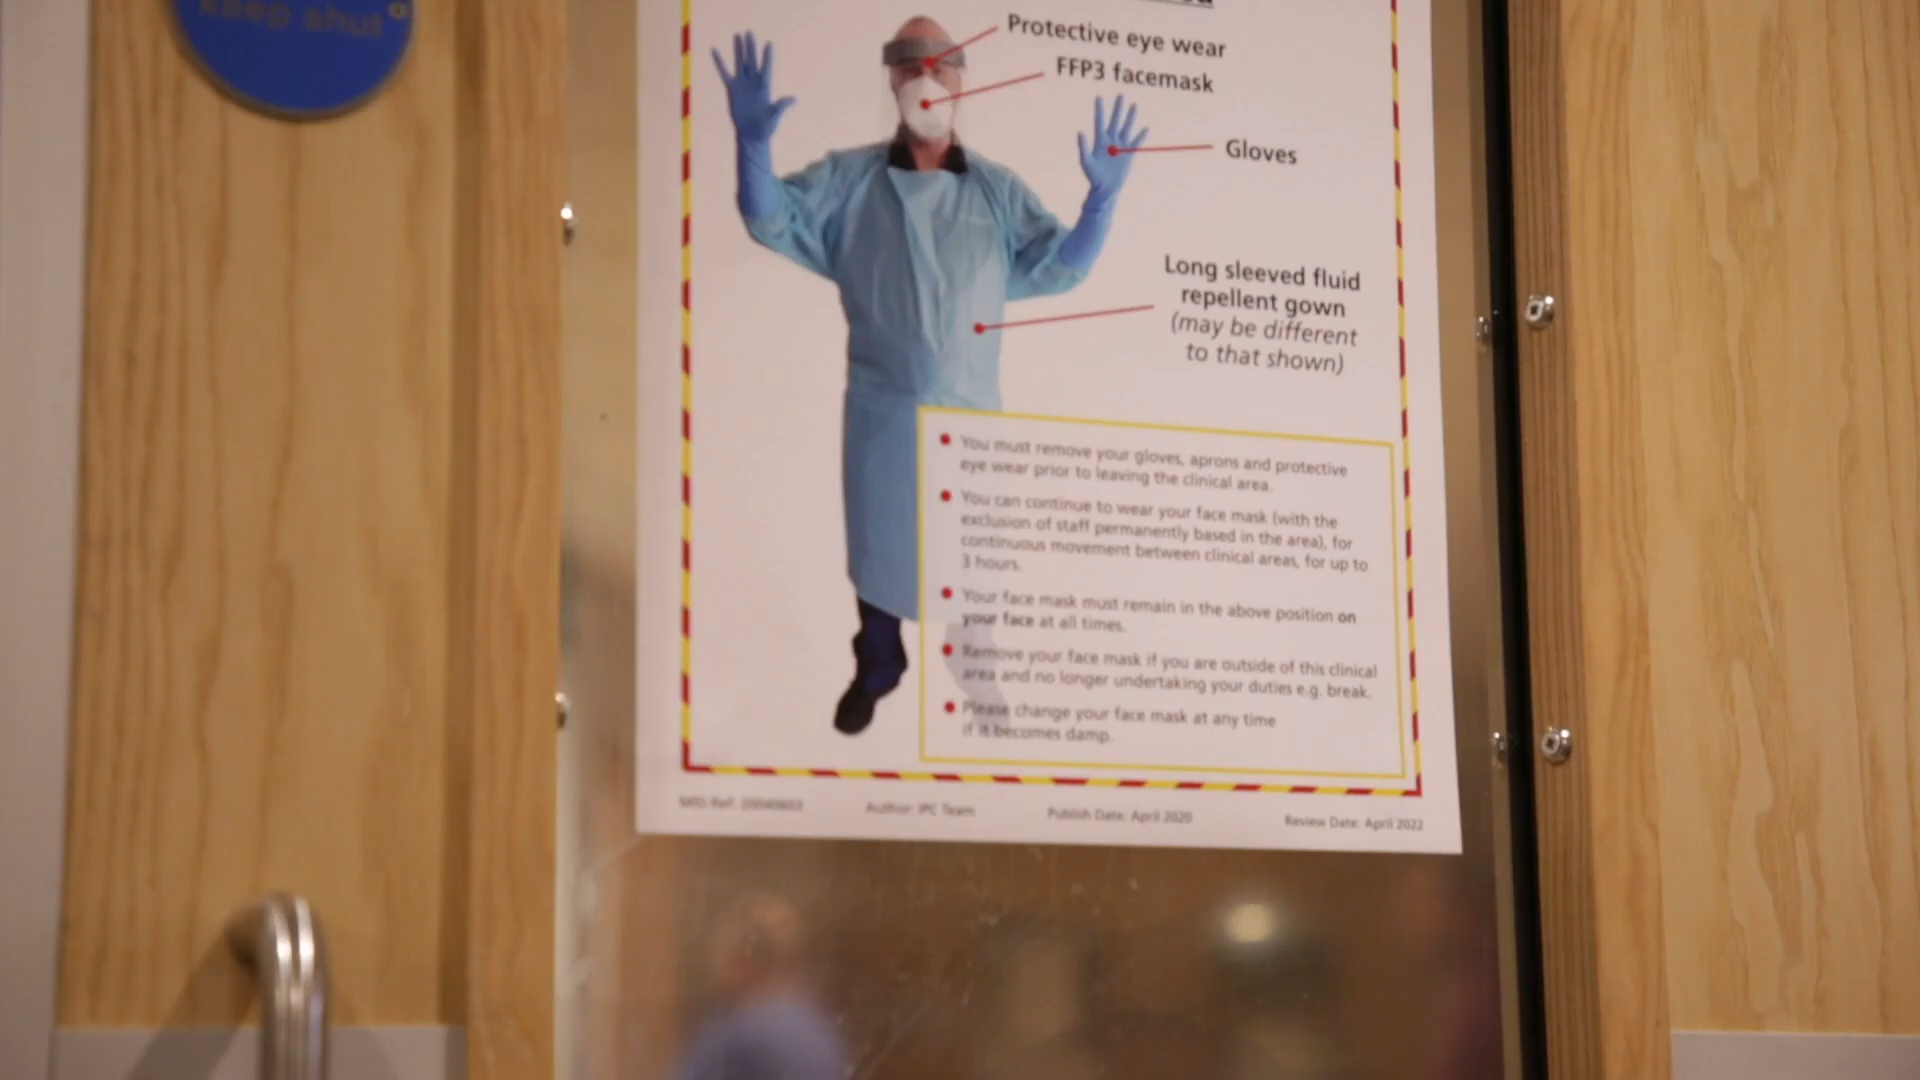 keep shut
Protective eye wear
FFP3 facemask
Gloves
Long sleeved fluid
repellent gown
(may be different
to that shown)
You must remove your gloves, aprons and protective
eye wear prior to leaving the clinical area.
You can continue to wear your face mask (with the
exclusion of staff permanently based in the area), for
continuous movement between clinical areas, for up to
3 hours.
Your face mask must remain in the above position on
your face at all times.
Remove your face mask if you are outside of this clinical
area and no longer undertaking your duties e.g. break.
Please change your face mask at any time
if it becomes damp.
Author: IPC Team
Publish Date: April 2020
Review Date: April 2022